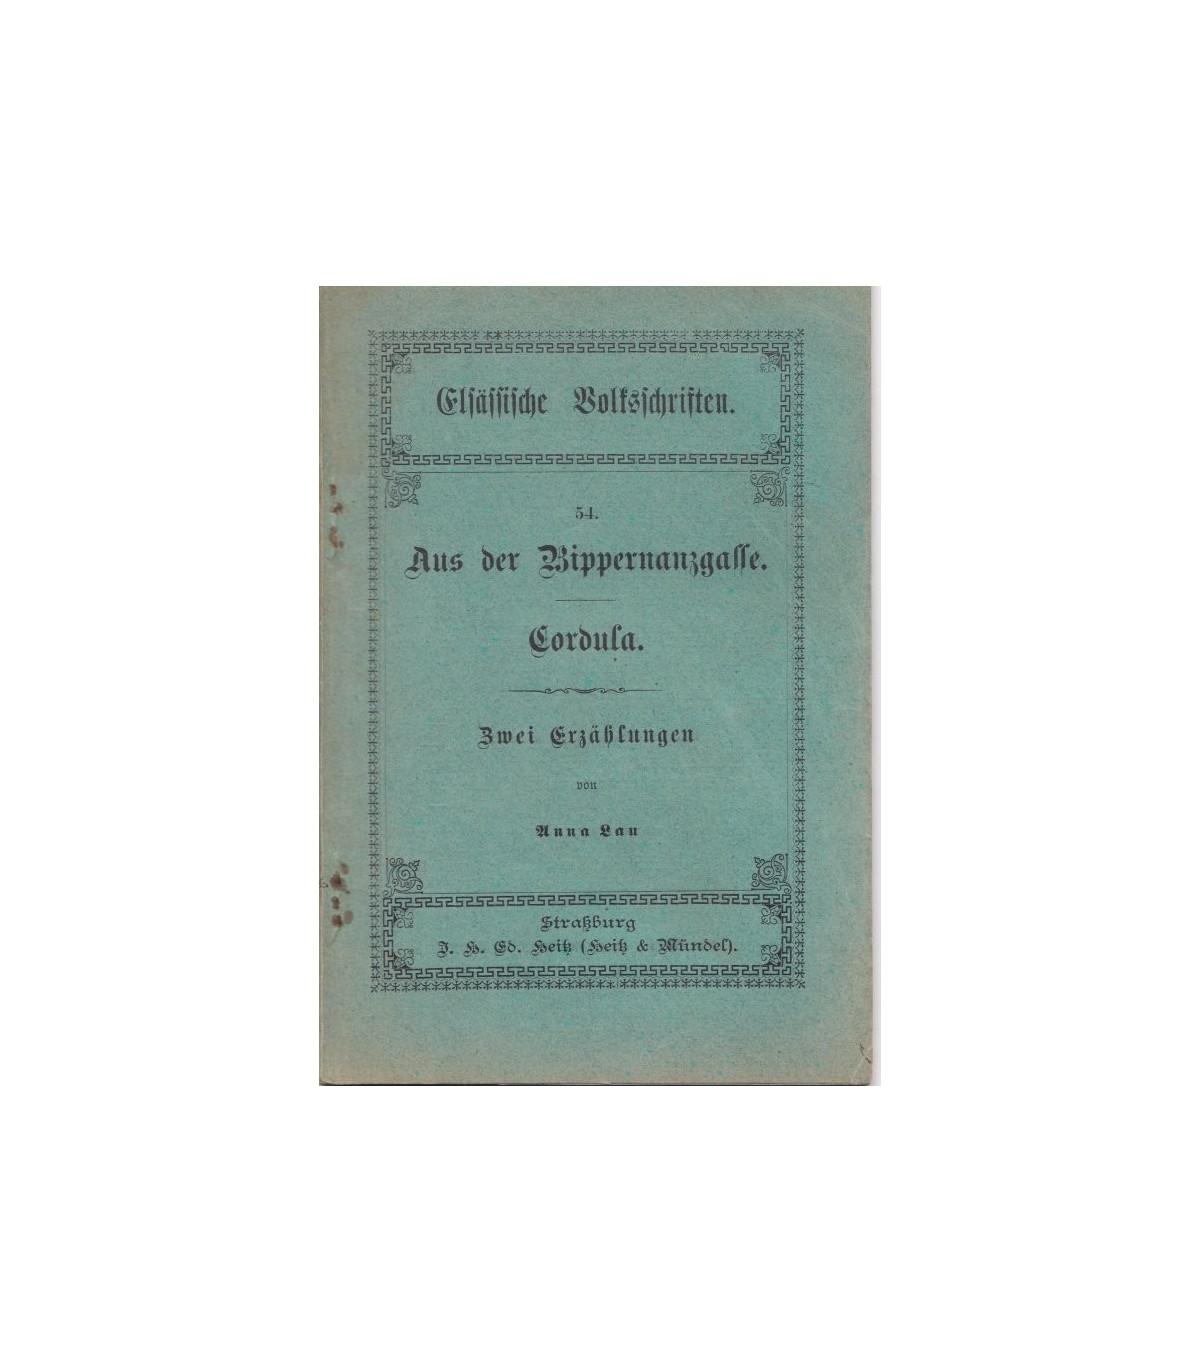 Elsässische Volksschriften.
54.
Aus der Bippernanzgasse.
Cordula.
Zwei Erzählungen
von
Anna Lau
Straßburg
J. H. Ed. Heitz (Heitz & Mündel).